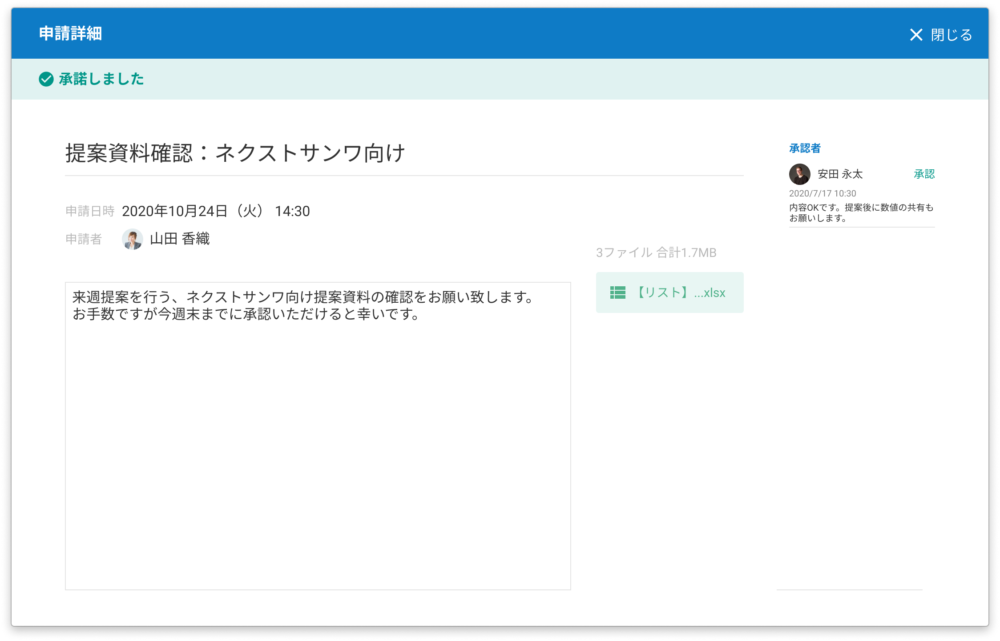 申請詳細
閉じる
承諾しました
提案資料確認：ネクストサンワ向け
申請日時 2020年10月24日（火） 14:30
申請者 山田 香織
3ファイル 合計1.7MB
【リスト】...xlsx
来週提案を行う、ネクストサンワ向け提案資料の確認をお願い致します。
お手数ですが今週末までに承認いただけると幸いです。
承認者
安田 永太 承認
2020/7/17 10:30
内容OKです。提案後に数値の共有も
お願いします。